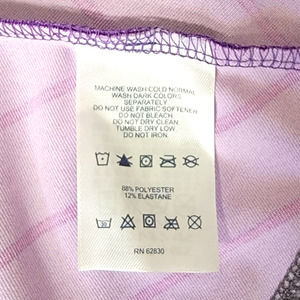 MACHINE WASH COLD NORMAL
WASH DARK COLORS
SEPARATELY
DO NOT USE FABRIC SOFTENER
DO NOT BLEACH
DO NOT DRY CLEAN
TUMBLE DRY LOW
DO NOT IRON
88% POLYESTER
12% ELASTANE
RN 62830